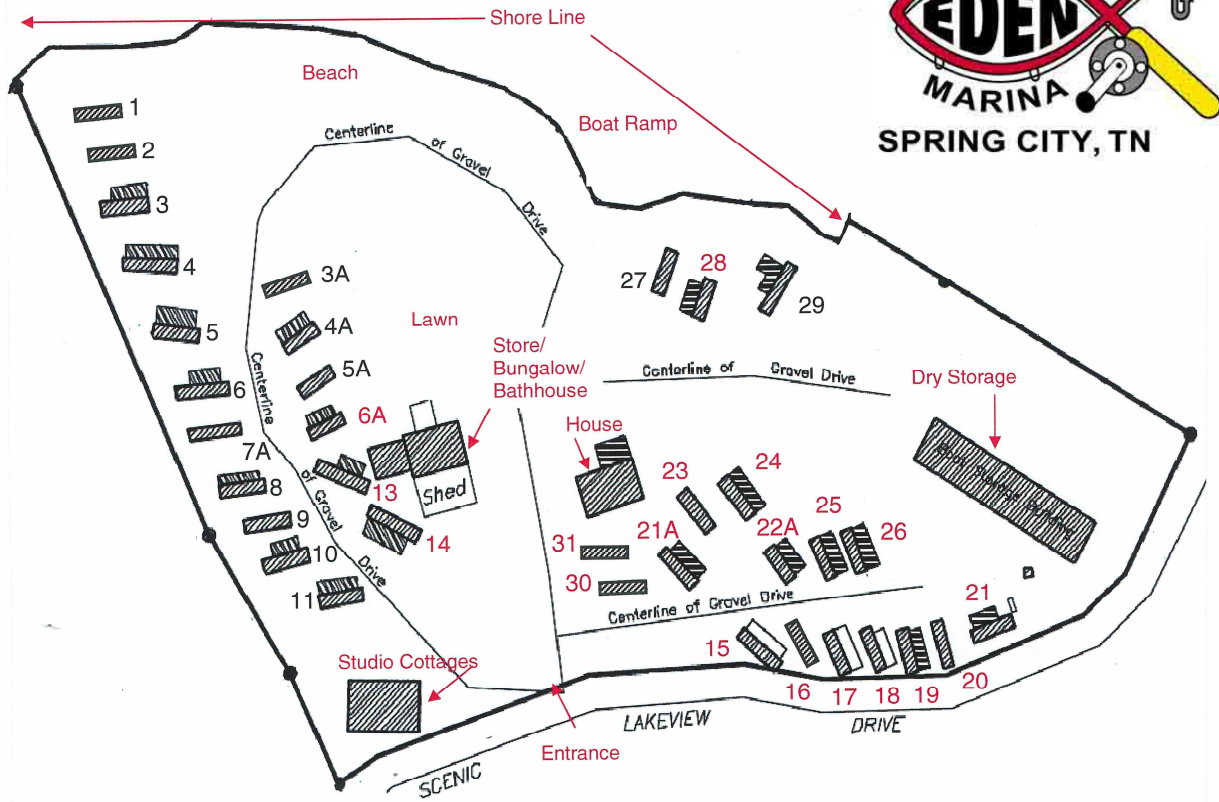 Shore Line
EDEN
MARINA
SPRING CITY, TN
Beach
Boat Ramp
Centerline
of Gravel
Drive
1
2
3
4
5
6
7A
8
9
10
11
3A
4A
5A
6A
13
14
Lawn
Store/
Bungalow/
Bathhouse
Shed
Centerline
of Gravel
Drive
27
28
29
Centerline of Gravel Drive
Dry Storage
Boat Storage Building
House
23
24
25
26
21A
22A
31
30
Centerline of Gravel Drive
15
16
17
18
19
20
21
Studio Cottages
Entrance
SCENIC
LAKEVIEW
DRIVE